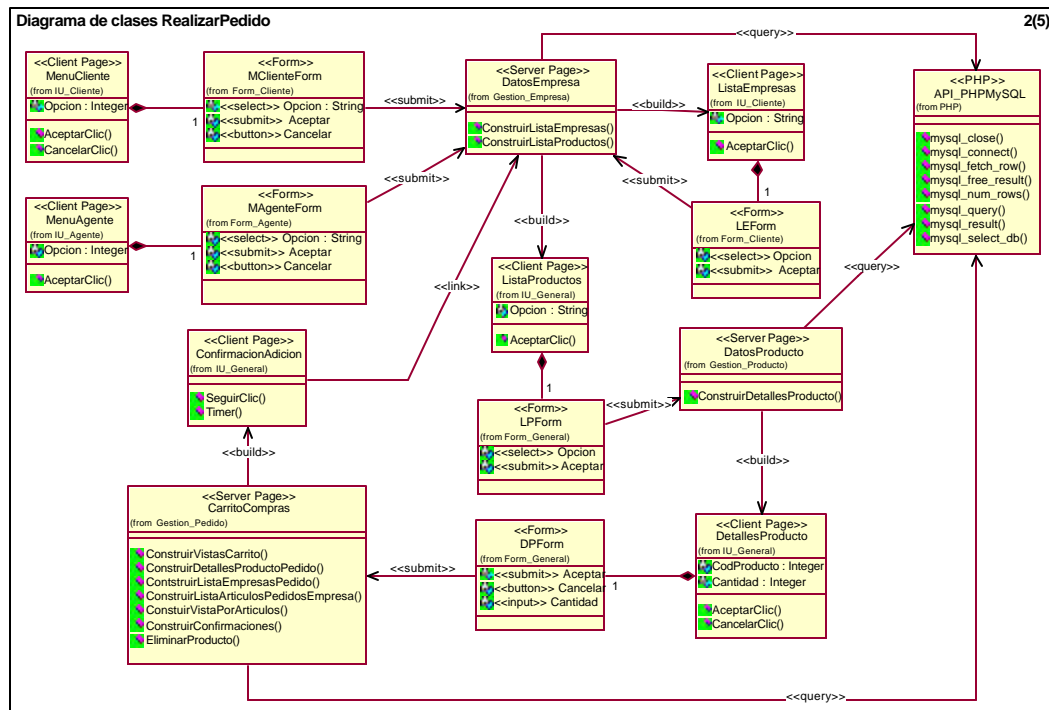 Diagrama de clases RealizarPedido
2(5)
<<query>>
<<Client Page>>
MenuCliente
(from IU_Cliente)
Opcion : Integer
AceptarClic()
CancelarClic()
1
<<Form>>
MClienteForm
(from Form_Cliente)
<<select>> Opcion : String
<<submit>> Aceptar
<<button>> Cancelar
<<submit>>
<<Server Page>>
DatosEmpresa
(from Gestion_Empresa)
ConstruirListaEmpresas()
ConstruirListaProductos()
<<build>>
<<Client Page>>
ListaEmpresas
(from IU_Cliente)
Opcion : String
AceptarClic()
1
<<PHP>>
API_PHPMySQL
(from PHP)
mysql_close()
mysql_connect()
mysql_fetch_row()
mysql_free_result()
mysql_num_rows()
mysql_query()
mysql_result()
mysql_select_db()
<<Client Page>>
MenuAgente
(from IU_Agente)
Opcion : Integer
AceptarClic()
1
<<Form>>
MAgenteForm
(from Form_Agente)
<<select>> Opcion : String
<<submit>> Aceptar
<<button>> Cancelar
<<submit>>
<<submit>>
<<build>>
<<Form>>
LEForm
(from Form_Cliente)
<<select>> Opcion
<<submit>> Aceptar
<<query>>
<<link>>
<<Client Page>>
ListaProductos
(from IU_General)
Opcion : String
AceptarClic()
1
<<Client Page>>
ConfirmacionAdicion
(from IU_General)
SeguirClic()
Timer()
<<Server Page>>
DatosProducto
(from Gestion_Producto)
ConstruirDetallesProducto()
<<submit>>
<<Form>>
LPForm
(from Form_General)
<<select>> Opcion
<<submit>> Aceptar
<<build>>
<<build>>
<<Server Page>>
CarritoCompras
(from Gestion_Pedido)
ConstruirVistasCarrito()
ConstruirDetallesProductoPedido()
ContstruirListaEmpresasPedido()
ConstruirListaArticulosPedidosEmpresa()
ConstuirVistaPorArticulos()
ConstruirConfirmaciones()
EliminarProducto()
<<submit>>
<<Form>>
DPForm
(from Form_General)
<<submit>> Aceptar
<<button>> Cancelar
<<input>> Cantidad
1
<<Client Page>>
DetallesProducto
(from IU_General)
CodProducto : Integer
Cantidad : Integer
AceptarClic()
CancelarClic()
<<query>>